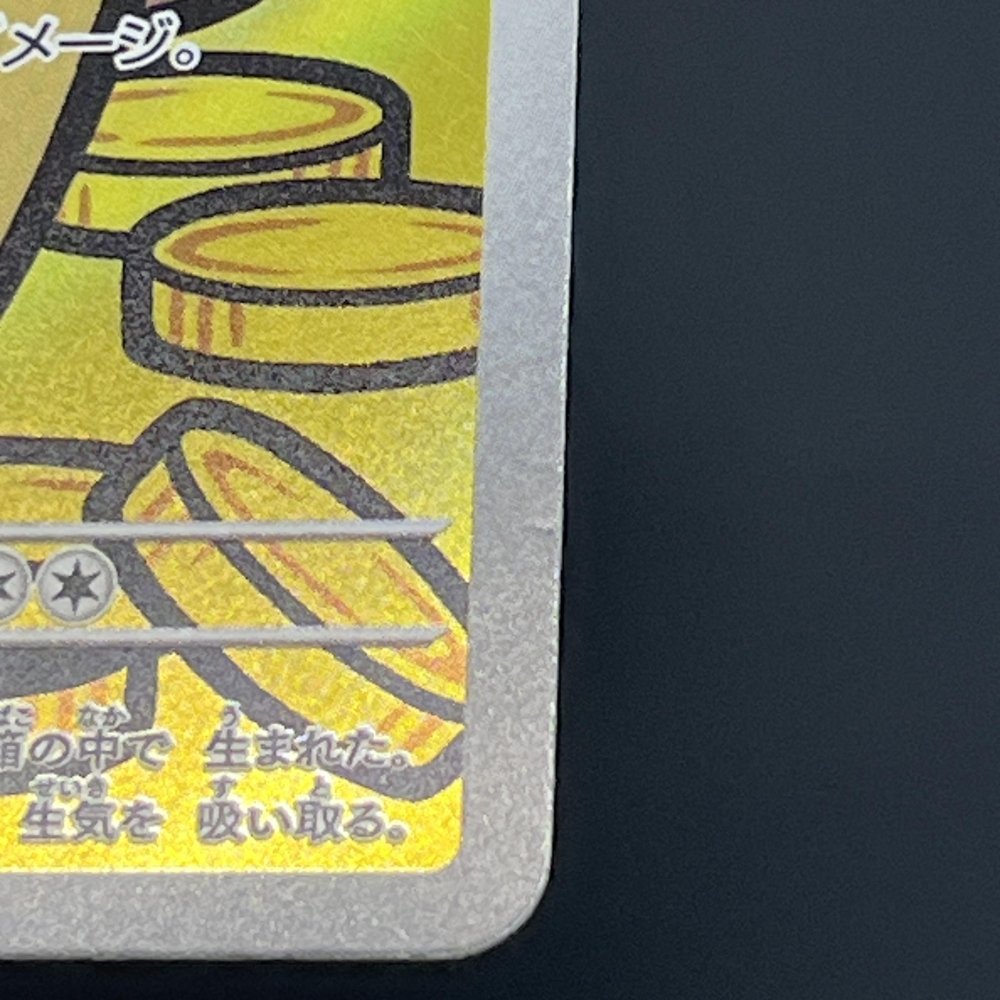 メージ。
箱の中で 生まれた。
生気を 吸い取る。